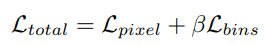 ℒ_total = ℒ_pixel + βℒ_bins